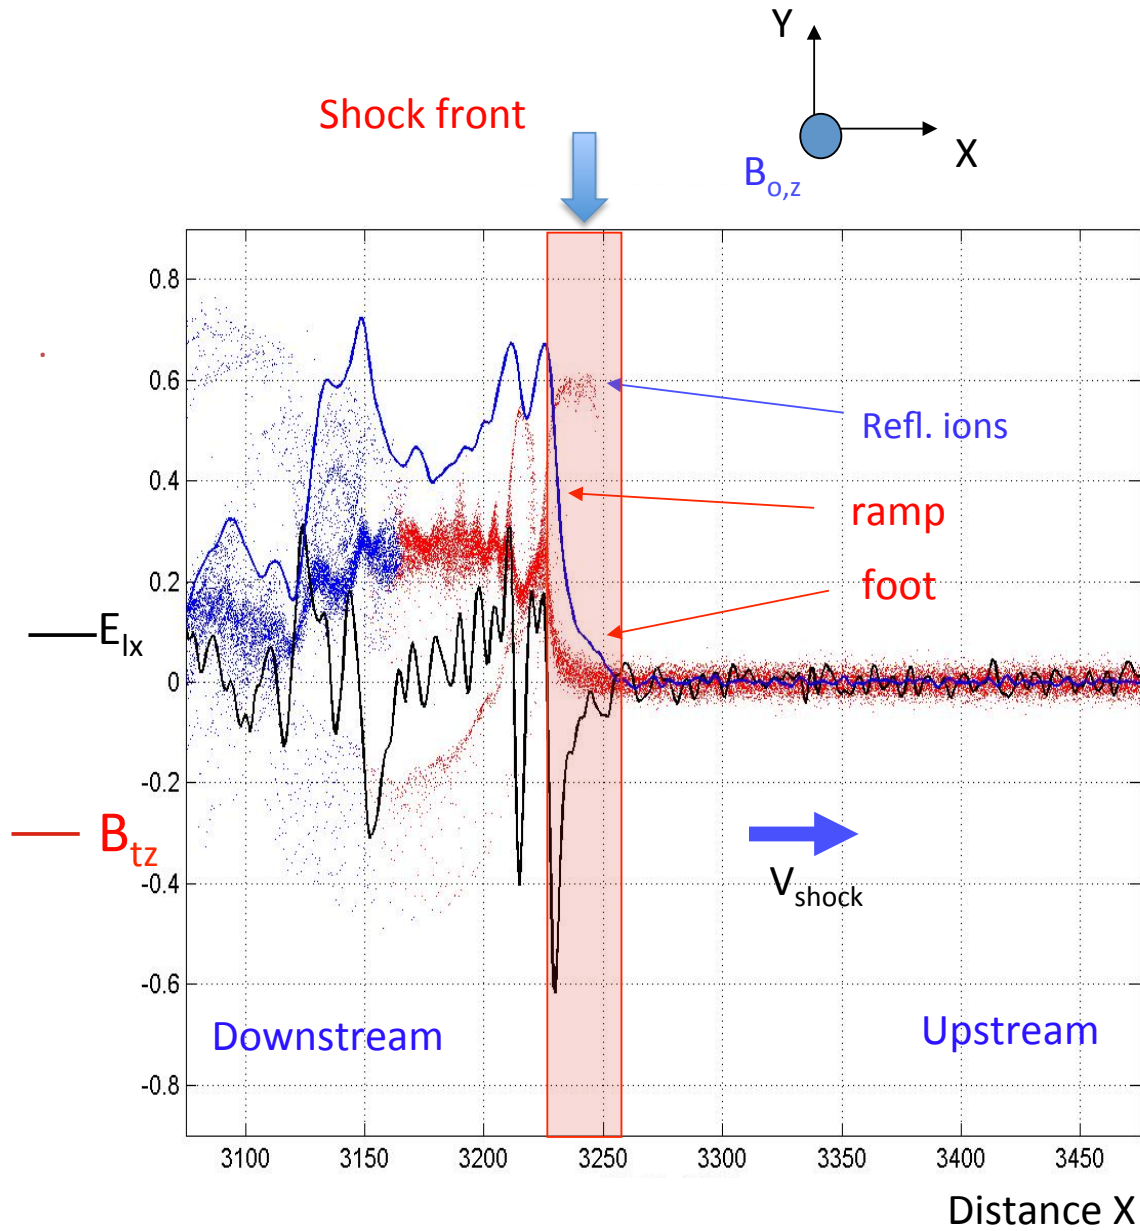 Y
Shock front
X
B₀,z
0.8
0.6
Refl. ions
0.4
ramp
foot
0.2
Elx
0
-0.2
Btz
Vshock
-0.4
-0.6
Downstream
Upstream
-0.8
3100 3150 3200 3250 3300 3350 3400 3450
Distance X